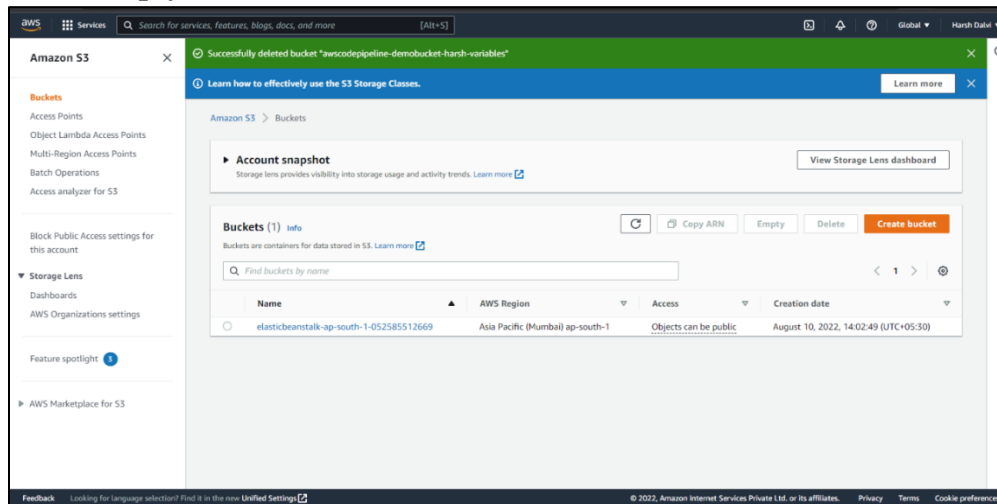 aws Services Search for services, features, blogs, docs, and more [Alt+S] Global Harsh Dalvi
Amazon S3
Successfully deleted bucket "awscodepipeline-demobucket-harsh-variables"
Learn how to effectively use the S3 Storage Classes. Learn more
Buckets
Access Points
Object Lambda Access Points
Multi-Region Access Points
Batch Operations
Access analyzer for S3
Block Public Access settings for
this account
Storage Lens
Dashboards
AWS Organizations settings
Feature spotlight 3
AWS Marketplace for S3
Amazon S3 > Buckets
Account snapshot View Storage Lens dashboard
Storage lens provides visibility into storage usage and activity trends. Learn more
Buckets (1) Info Copy ARN Empty Delete Create bucket
Buckets are containers for data stored in S3. Learn more
Find buckets by name < 1 >
Name AWS Region Access Creation date
elasticbeanstalk-ap-south-1-052585512669 Asia Pacific (Mumbai) ap-south-1 Objects can be public August 10, 2022, 14:02:49 (UTC+05:30)
Feedback Looking for language selection? Find it in the new Unified Settings © 2022, Amazon Internet Services Private Ltd. or its affiliates. Privacy Terms Cookie preference